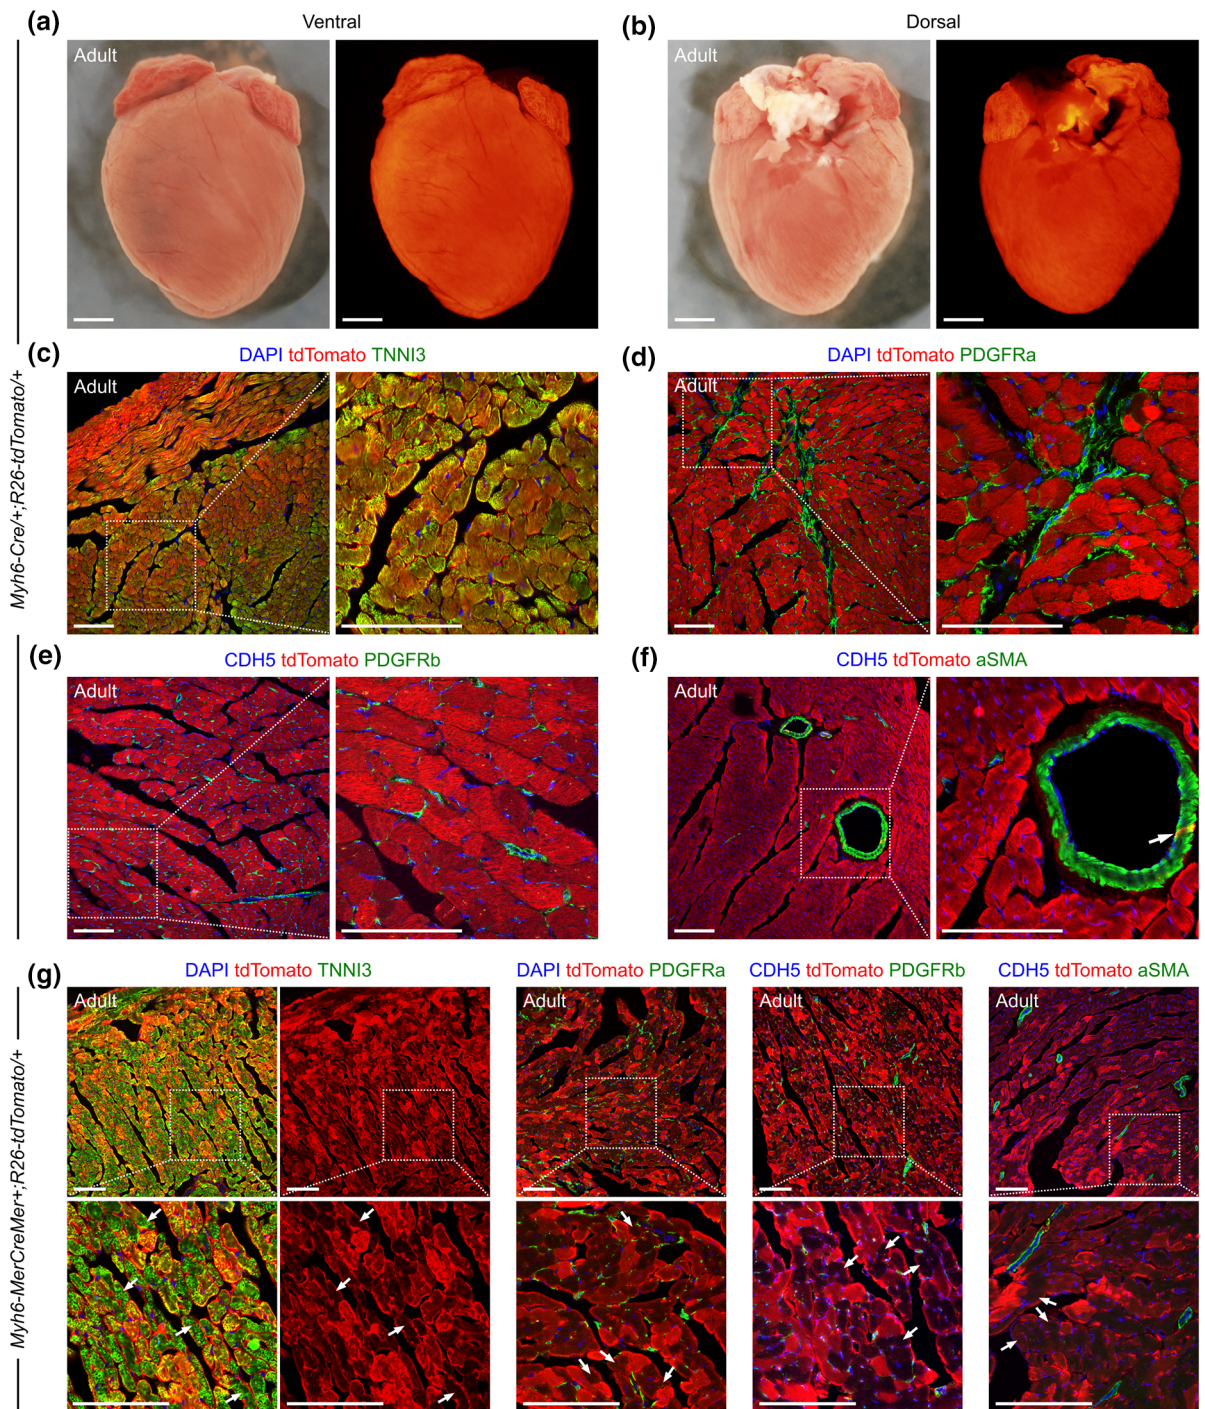 (a) Ventral
(b) Dorsal
Adult
Adult
Myh6-Cre/+;R26-tdTomato/+
(c) DAPI tdTomato TNNI3
(d) DAPI tdTomato PDGFRa
Adult
Adult
(e) CDH5 tdTomato PDGFRb
(f) CDH5 tdTomato aSMA
Adult
Adult
(g) DAPI tdTomato TNNI3
DAPI tdTomato PDGFRa
CDH5 tdTomato PDGFRb
CDH5 tdTomato aSMA
Adult
Adult
Adult
Adult
Myh6-MerCreMer+;R26-tdTomato/+